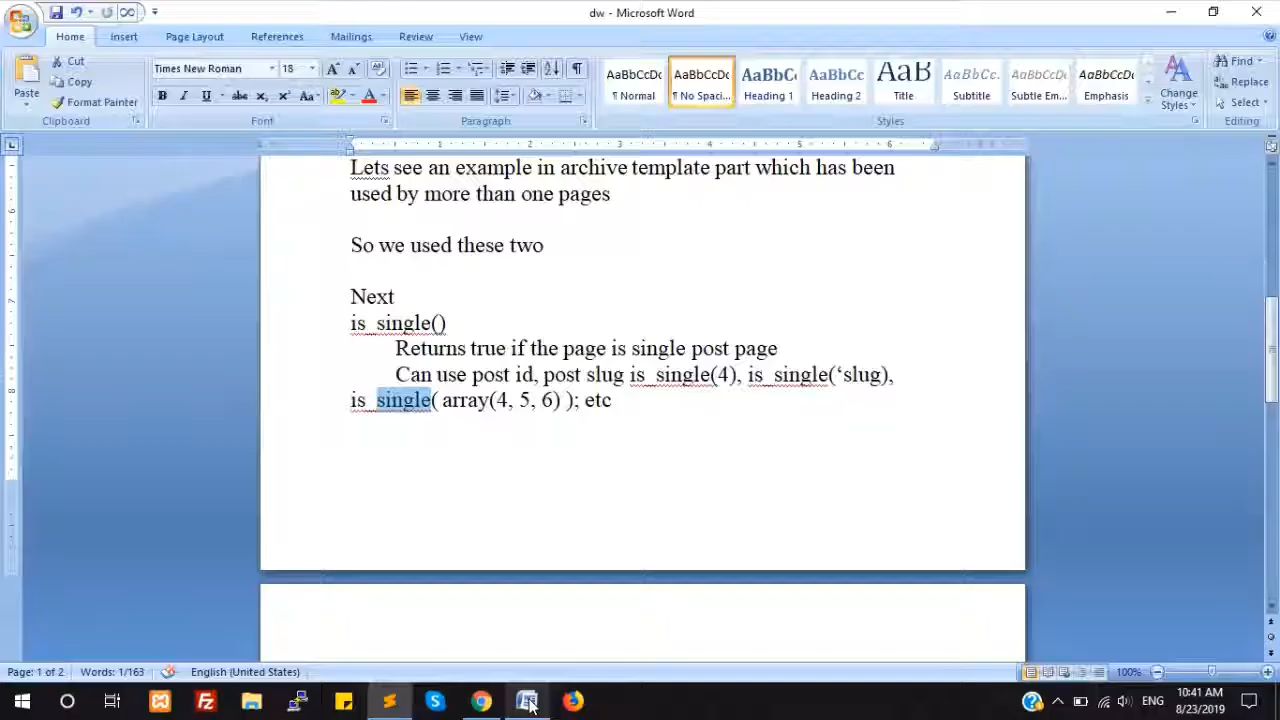 dw - Microsoft Word
Home Insert Page Layout References Mailings Review View
Paste
Cut
Copy
Format Painter
Clipboard
Times New Roman 18
Font
Paragraph
AaBbCcDc AaBbCcDc AaBbC( AaBbCc AaB AaBbCc. AaBbCcDc AaBbCcDc
¶ Normal ¶ No Spaci... Heading 1 Heading 2 Title Subtitle Subtle Em... Emphasis
Change Styles
Styles
Find
Replace
Select
Editing
Lets see an example in archive template part which has been
used by more than one pages
So we used these two
Next
is_single()
Returns true if the page is single post page
Can use post id, post slug is_single(4), is_single(‘slug),
is_single( array(4, 5, 6) ); etc
Page: 1 of 2 Words: 1/163 English (United States) 100%
ENG
10:41 AM
8/23/2019